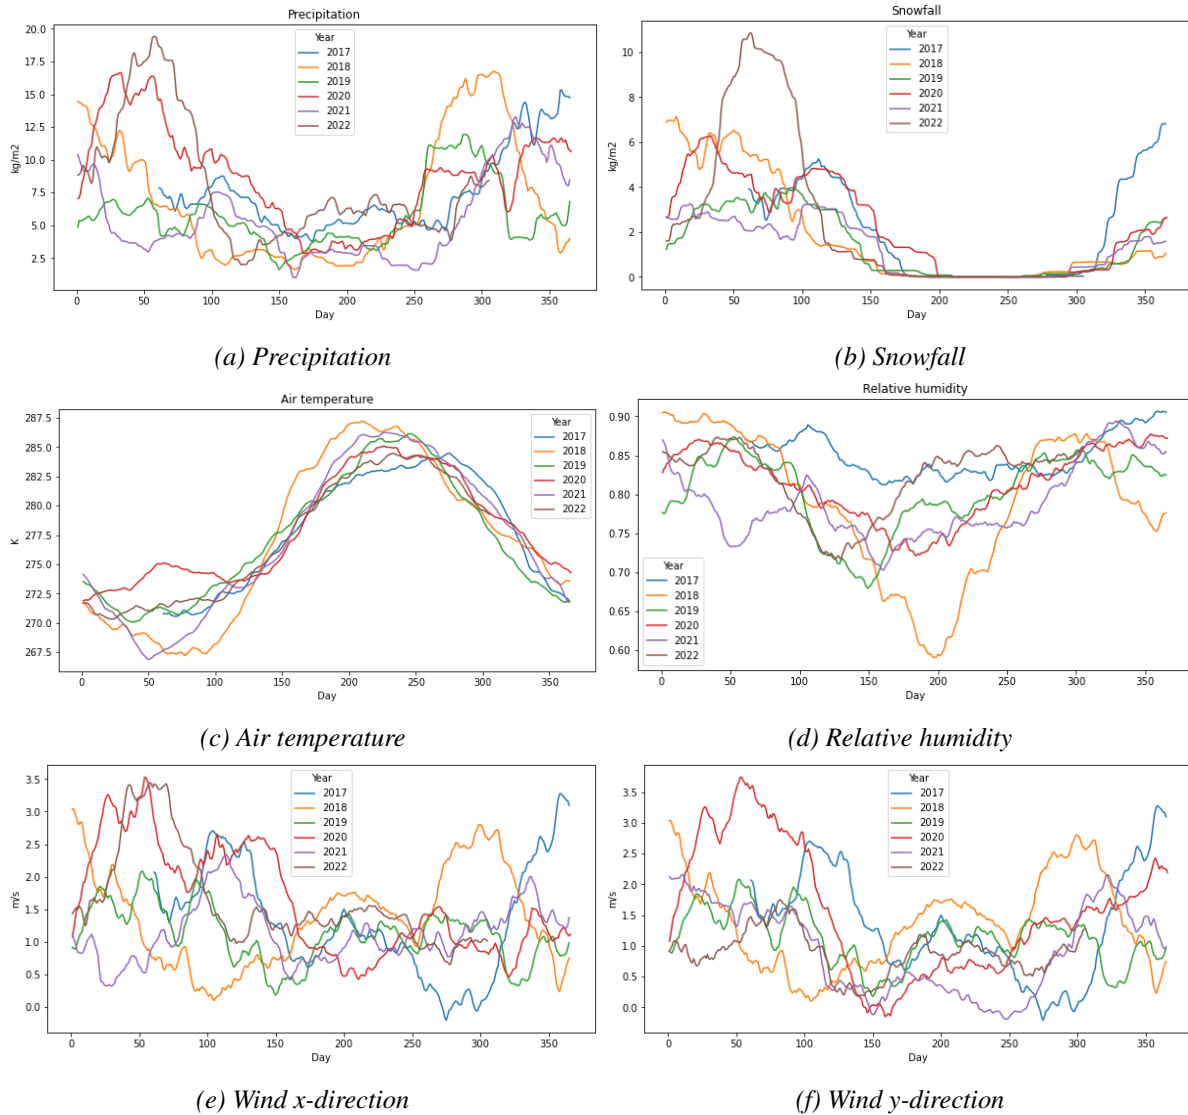 Precipitation
20.0
17.5
15.0
12.5
10.0
7.5
5.0
2.5
kg/m2
Year
2017
2018
2019
2020
2021
2022
0 50 100 150 200 250 300 350
Day
(a) Precipitation
Snowfall
10
8
6
4
2
0
kg/m2
Year
2017
2018
2019
2020
2021
2022
0 50 100 150 200 250 300 350
Day
(b) Snowfall
Air temperature
287.5
285.0
282.5
280.0
277.5
275.0
272.5
270.0
267.5
K
Year
2017
2018
2019
2020
2021
2022
0 50 100 150 200 250 300 350
Day
(c) Air temperature
Relative humidity
0.90
0.85
0.80
0.75
0.70
0.65
0.60
Year
2017
2018
2019
2020
2021
2022
0 50 100 150 200 250 300 350
Day
(d) Relative humidity
3.5
3.0
2.5
2.0
1.5
1.0
0.5
0.0
m/s
Year
2017
2018
2019
2020
2021
2022
0 50 100 150 200 250 300 350
Day
(e) Wind x-direction
3.5
3.0
2.5
2.0
1.5
1.0
0.5
0.0
m/s
Year
2017
2018
2019
2020
2021
2022
0 50 100 150 200 250 300 350
Day
(f) Wind y-direction